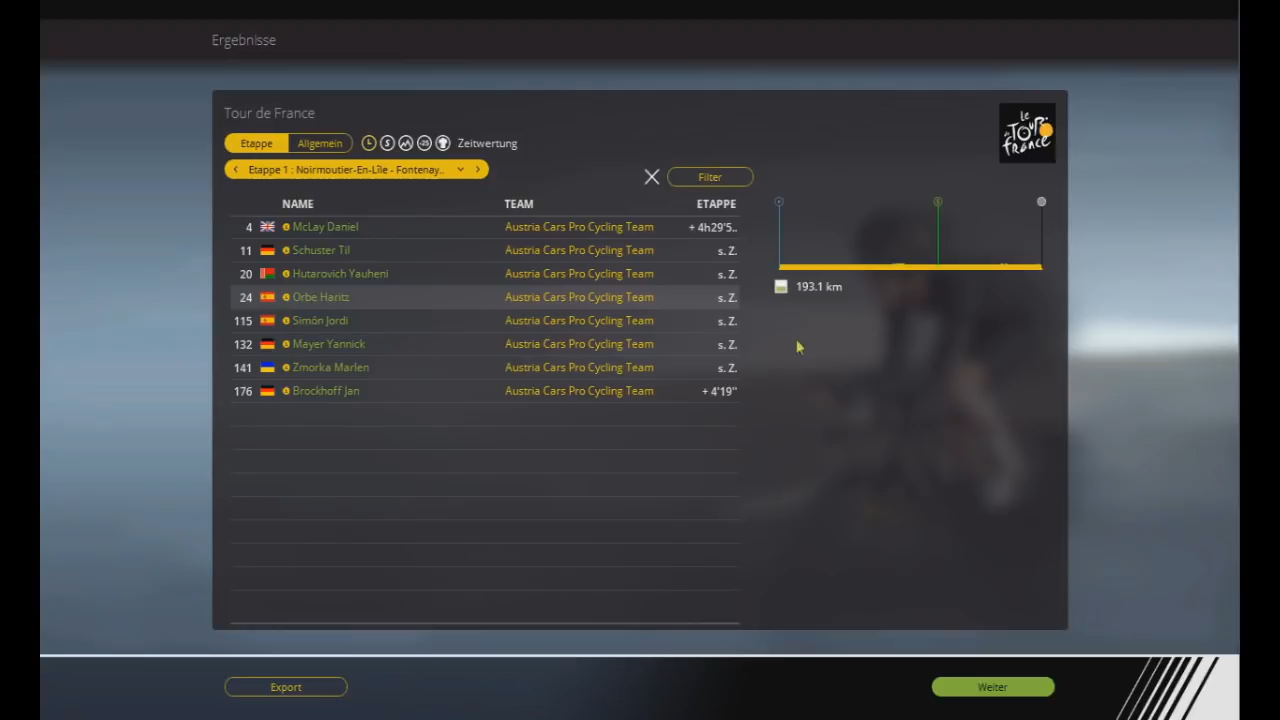 Ergebnisse
Tour de France
Etappe Allgemein Zeitwertung
Etappe 1 : Noirmoutier-En-L'île - Fontenay..
Filter
NAME TEAM ETAPPE
4 McLay Daniel Austria Cars Pro Cycling Team + 4h29'5..
11 Schuster Til Austria Cars Pro Cycling Team s. Z.
20 Hutarovich Yauheni Austria Cars Pro Cycling Team s. Z.
24 Orbe Haritz Austria Cars Pro Cycling Team s. Z.
115 Simón Jordi Austria Cars Pro Cycling Team s. Z.
132 Mayer Yannick Austria Cars Pro Cycling Team s. Z.
141 Zmorka Marlen Austria Cars Pro Cycling Team s. Z.
176 Brockhoff Jan Austria Cars Pro Cycling Team + 4'19"
le
TOUR
de
france
193.1 km
Export
Weiter